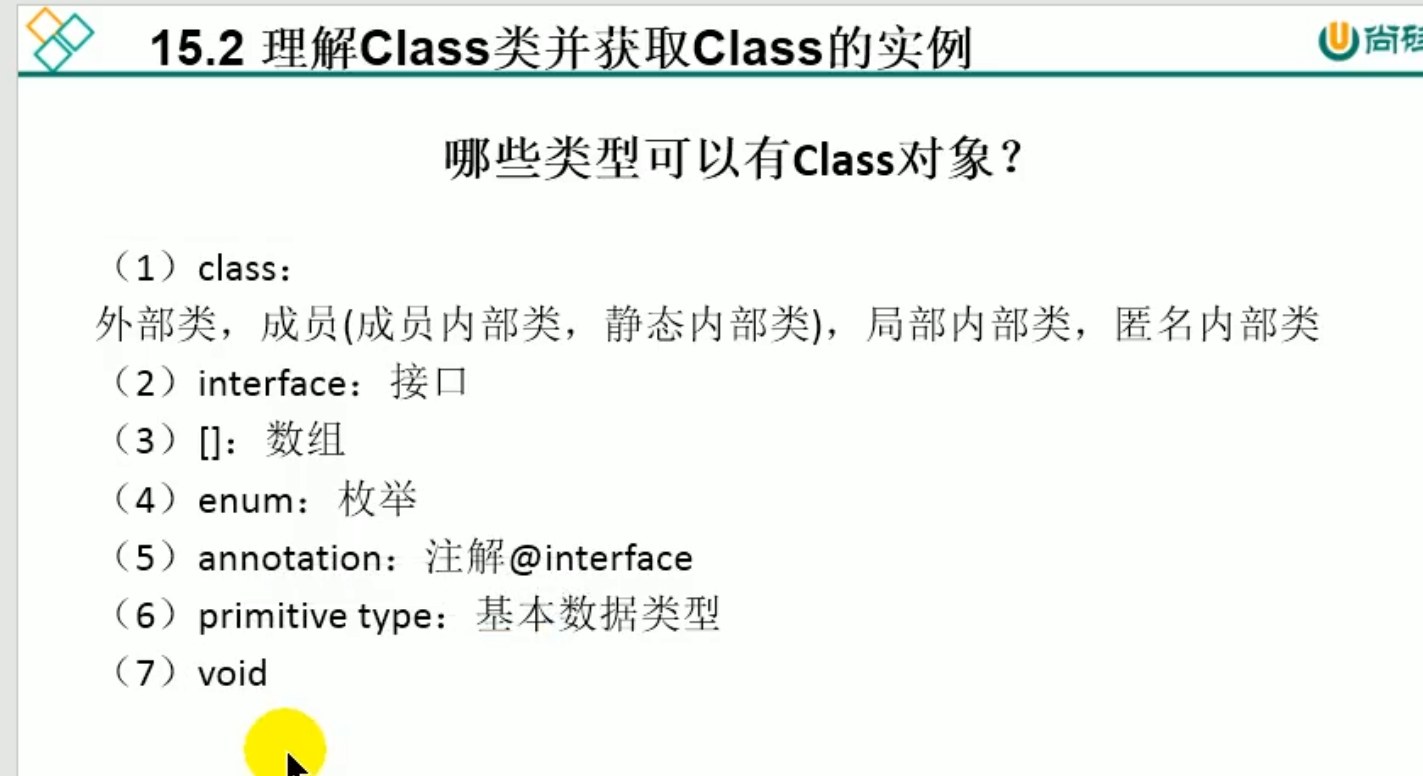 15.2 理解Class类并获取Class的实例
尚硅
哪些类型可以有Class对象？
（1）class：
外部类，成员(成员内部类，静态内部类)，局部内部类，匿名内部类
（2）interface：接口
（3）[]：数组
（4）enum：枚举
（5）annotation：注解@interface
（6）primitive type：基本数据类型
（7）void